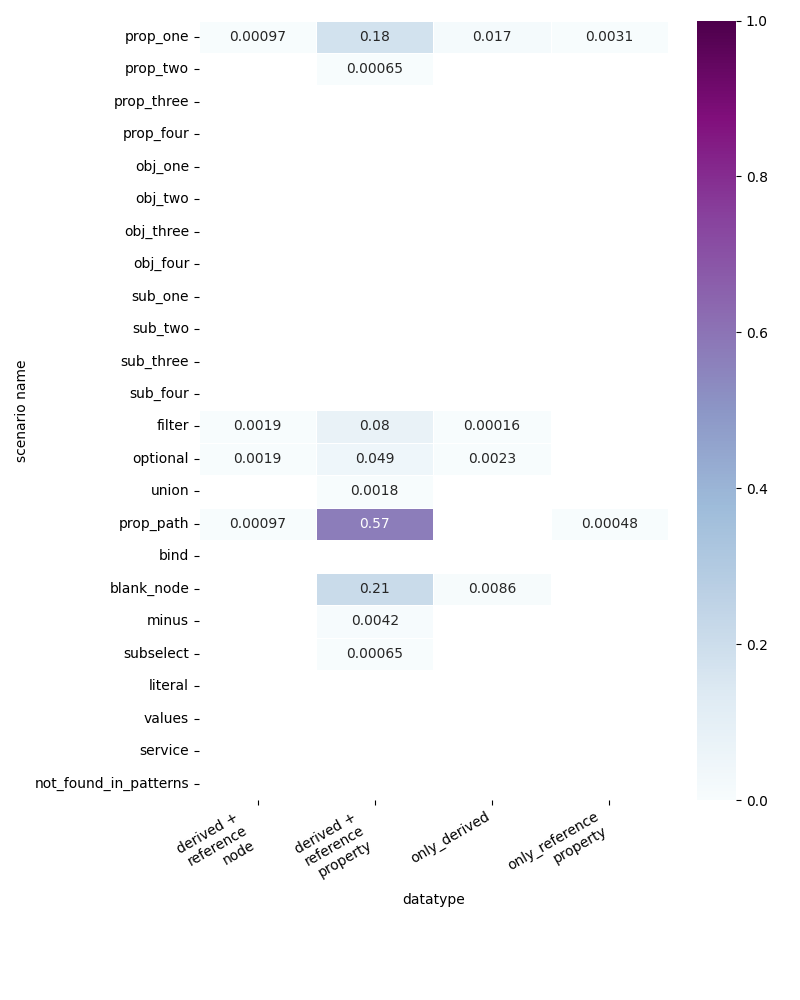 prop_one 0.00097 0.18 0.017 0.0031 1.0
prop_two 0.00065
prop_three
prop_four
obj_one 0.8
obj_two
obj_three
obj_four
sub_one
sub_two 0.6
sub_three
scenario name
sub_four
filter 0.0019 0.08 0.00016
optional 0.0019 0.049 0.0023
union 0.0018 0.4
prop_path 0.00097 0.57 0.00048
bind
blank_node 0.21 0.0086
minus 0.0042
subselect 0.00065 0.2
literal
values
service
not_found_in_patterns 0.0
derived +
reference
node
derived +
reference
property
only_derived
only_reference
property
datatype